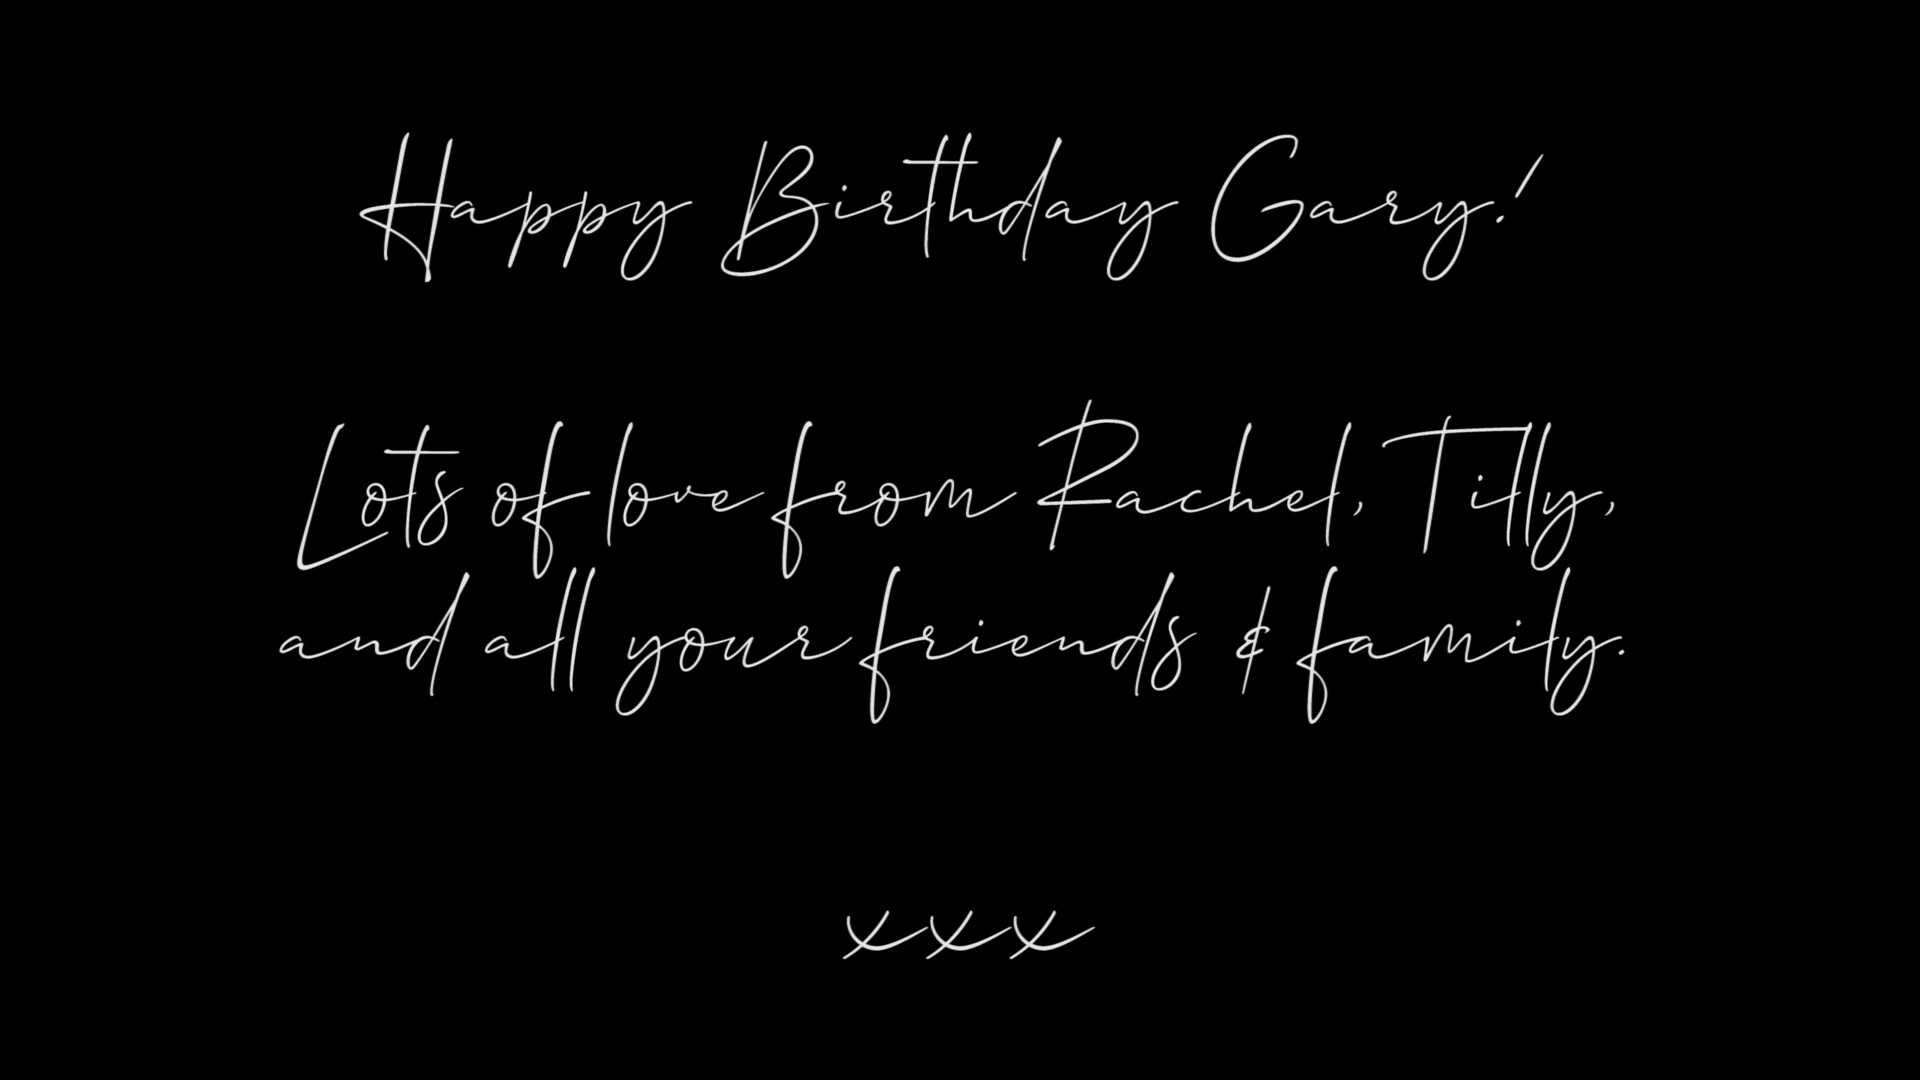 Happy Birthday Gary!
Lots of love from Rachel, Tilly,
and all your friends & family.
xxx